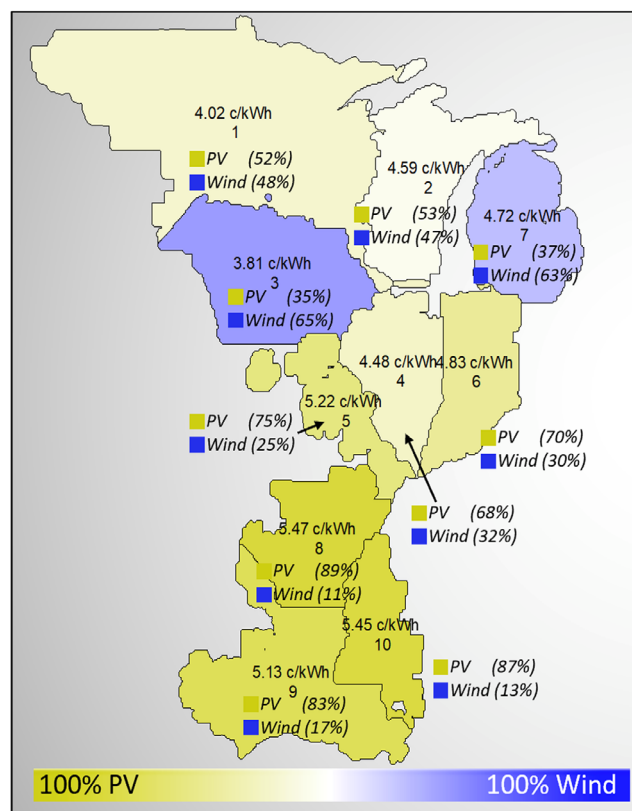 4.02 c/kWh
1
PV (52%)
Wind (48%)
4.59 c/kWh
2
PV (53%)
Wind (47%)
4.72 c/kWh
7
PV (37%)
Wind (63%)
3.81 c/kWh
3
PV (35%)
Wind (65%)
4.48 c/kWh
4
4.83 c/kWh
6
5.22 c/kWh
5
PV (75%)
Wind (25%)
PV (70%)
Wind (30%)
PV (68%)
Wind (32%)
5.47 c/kWh
8
PV (89%)
Wind (11%)
5.45 c/kWh
10
PV (87%)
Wind (13%)
5.13 c/kWh
9
PV (83%)
Wind (17%)
100% PV
100% Wind